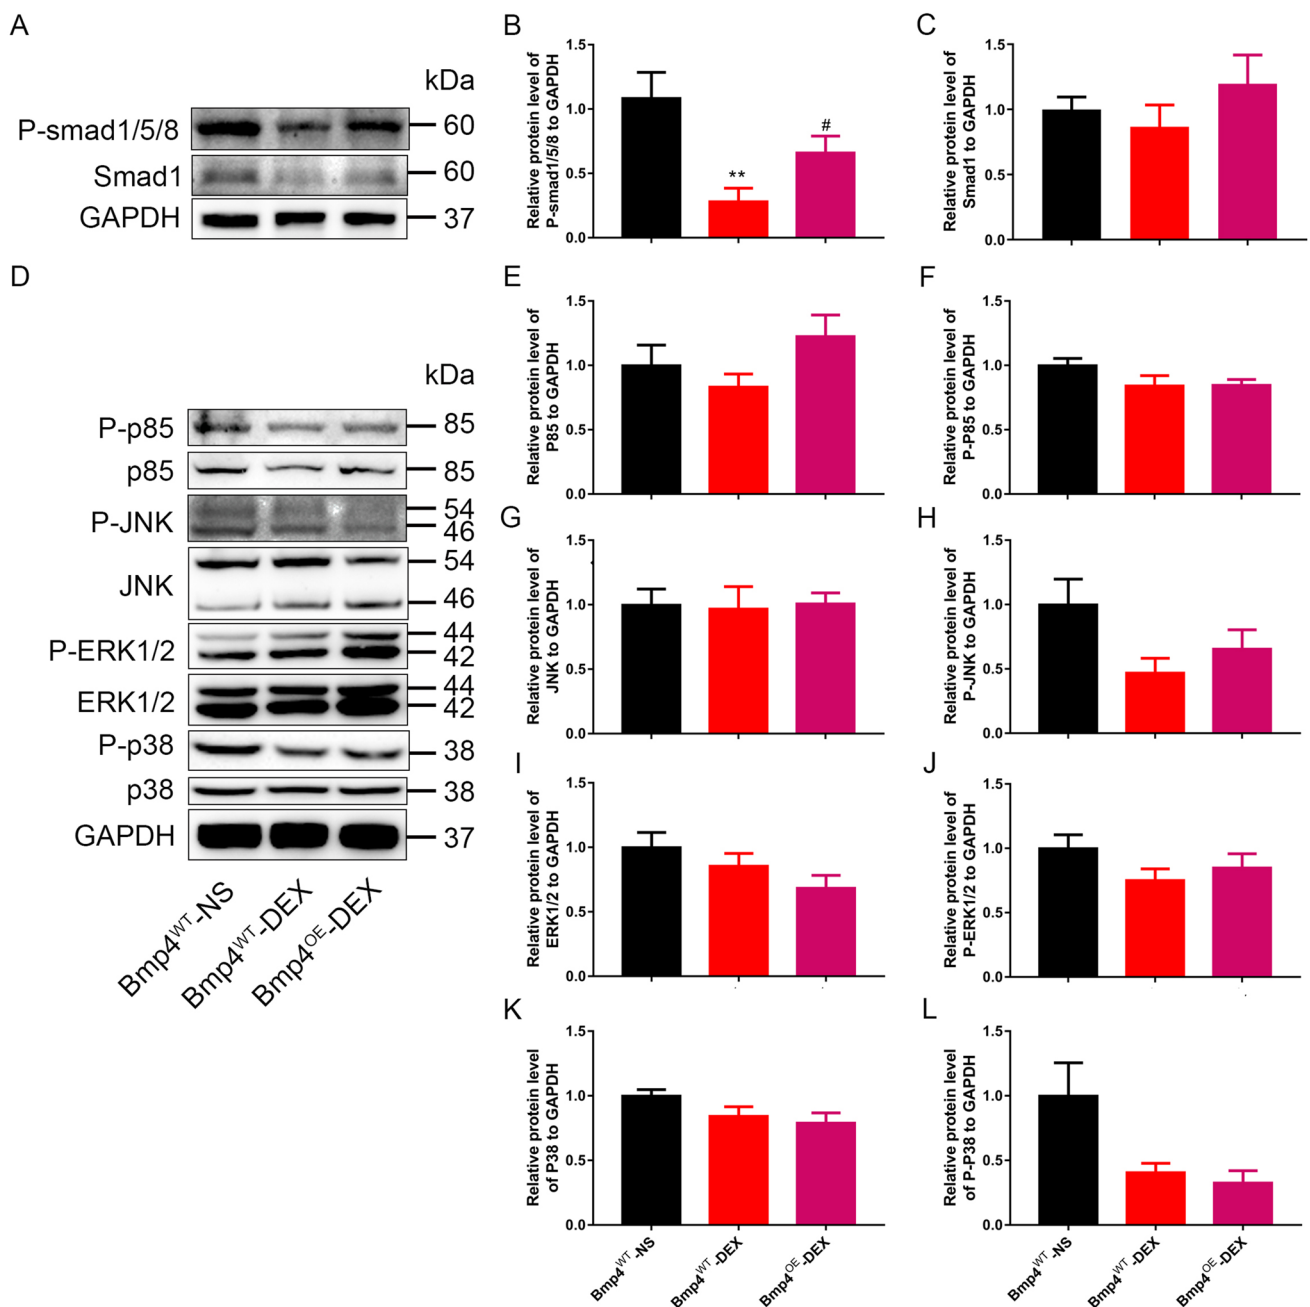 A
kDa
P-smad1/5/8
60
Smad1
60
GAPDH
37
B
Relative protein level of
P-smad1/5/8 to GAPDH
1.5
1.0
0.5
0.0
**
#
C
Relative protein level of
Smad1 to GAPDH
1.5
1.0
0.5
0.0
D
kDa
P-p85
85
p85
85
P-JNK
54
46
JNK
54
46
P-ERK1/2
44
42
ERK1/2
44
42
P-p38
38
p38
38
GAPDH
37
Bmp4WT-NS
Bmp4WT-DEX
Bmp4OE-DEX
E
Relative protein level of
P85 to GAPDH
1.5
1.0
0.5
0.0
F
Relative protein level of
P-P85 to GAPDH
1.5
1.0
0.5
0.0
G
Relative protein level of
JNK to GAPDH
1.5
1.0
0.5
0.0
H
Relative protein level of
P-JNK to GAPDH
1.5
1.0
0.5
0.0
I
Relative protein level of
ERK1/2 to GAPDH
1.5
1.0
0.5
0.0
J
Relative protein level of
P-ERK1/2 to GAPDH
1.5
1.0
0.5
0.0
K
Relative protein level
of P38 to GAPDH
1.5
1.0
0.5
0.0
Bmp4WT-NS
Bmp4WT-DEX
Bmp4OE-DEX
L
Relative protein level
of P-P38 to GAPDH
1.5
1.0
0.5
0.0
Bmp4WT-NS
Bmp4WT-DEX
Bmp4OE-DEX